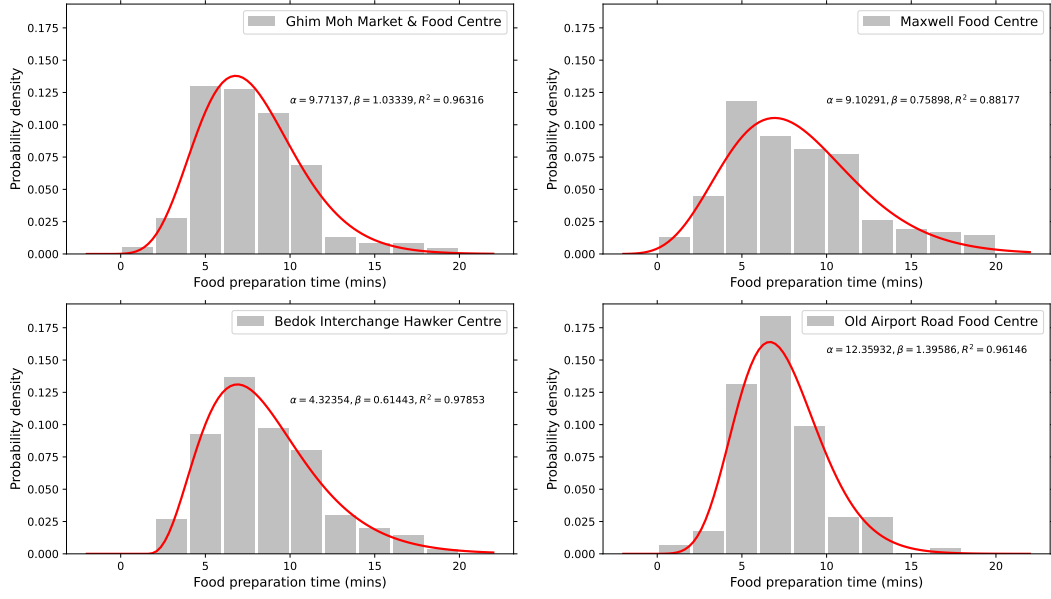 Ghim Moh Market & Food Centre
α = 9.77137, β = 1.03339, R² = 0.96316
Probability density
0.175
0.150
0.125
0.100
0.075
0.050
0.025
0.000
0 5 10 15 20
Food preparation time (mins)
Maxwell Food Centre
α = 9.10291, β = 0.75898, R² = 0.88177
Probability density
0.175
0.150
0.125
0.100
0.075
0.050
0.025
0.000
0 5 10 15 20
Food preparation time (mins)
Bedok Interchange Hawker Centre
α = 4.32354, β = 0.61443, R² = 0.97853
Probability density
0.175
0.150
0.125
0.100
0.075
0.050
0.025
0.000
0 5 10 15 20
Food preparation time (mins)
Old Airport Road Food Centre
α = 12.35932, β = 1.39586, R² = 0.96146
Probability density
0.175
0.150
0.125
0.100
0.075
0.050
0.025
0.000
0 5 10 15 20
Food preparation time (mins)